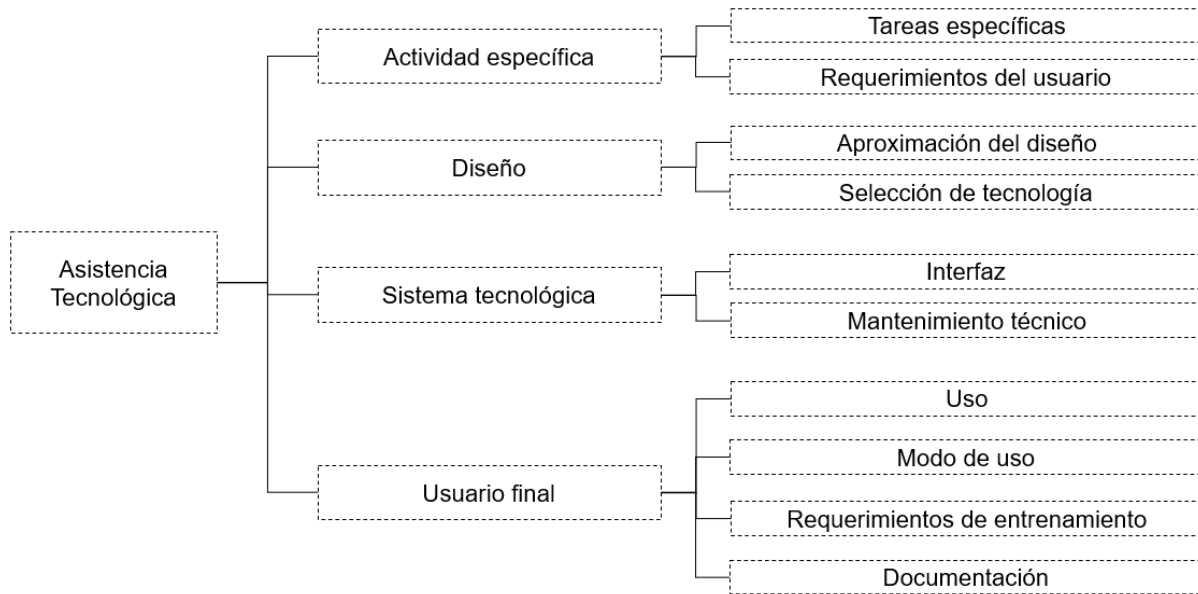 Asistencia
Tecnológica
Actividad específica
Tareas específicas
Requerimientos del usuario
Diseño
Aproximación del diseño
Selección de tecnología
Sistema tecnológica
Interfaz
Mantenimiento técnico
Usuario final
Uso
Modo de uso
Requerimientos de entrenamiento
Documentación